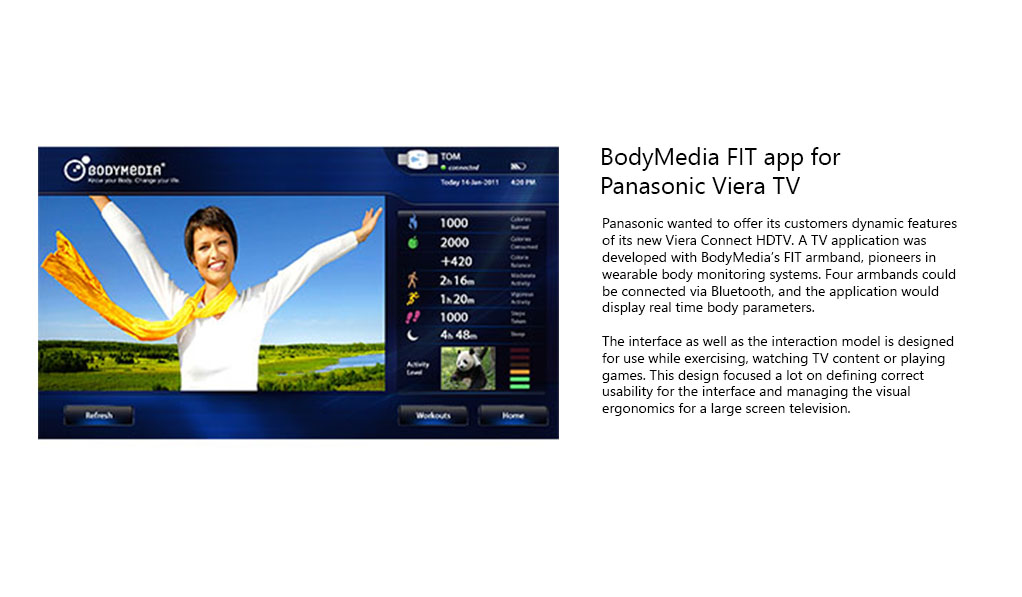 BODYMEDIA®
Know your Body. Change your life.
TOM
connected
Today 14-Jan-2011 4:20 PM
1000 Calories Burned
2000 Calories Consumed
+420 Calorie Balance
2h 16m Moderate Activity
1h 20m Vigorous Activity
1000 Steps Taken
4h 48m Sleep
Activity Level
Refresh
Workouts
Home
BodyMedia FIT app for
Panasonic Viera TV
Panasonic wanted to offer its customers dynamic features
of its new Viera Connect HDTV. A TV application was
developed with BodyMedia’s FIT armband, pioneers in
wearable body monitoring systems. Four armbands could
be connected via Bluetooth, and the application would
display real time body parameters.
The interface as well as the interaction model is designed
for use while exercising, watching TV content or playing
games. This design focused a lot on defining correct
usability for the interface and managing the visual
ergonomics for a large screen television.